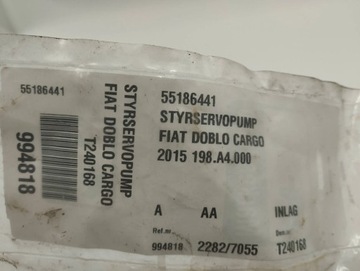 55186441
STYRSERVOPUMP
FIAT DOBLO CARGO
T240168
994818
55186441
STYRSERVOPUMP
FIAT DOBLO CARGO
2015 198.A4.000
A AA INLAG
Ref.nr
994818 2282/7055 T240168